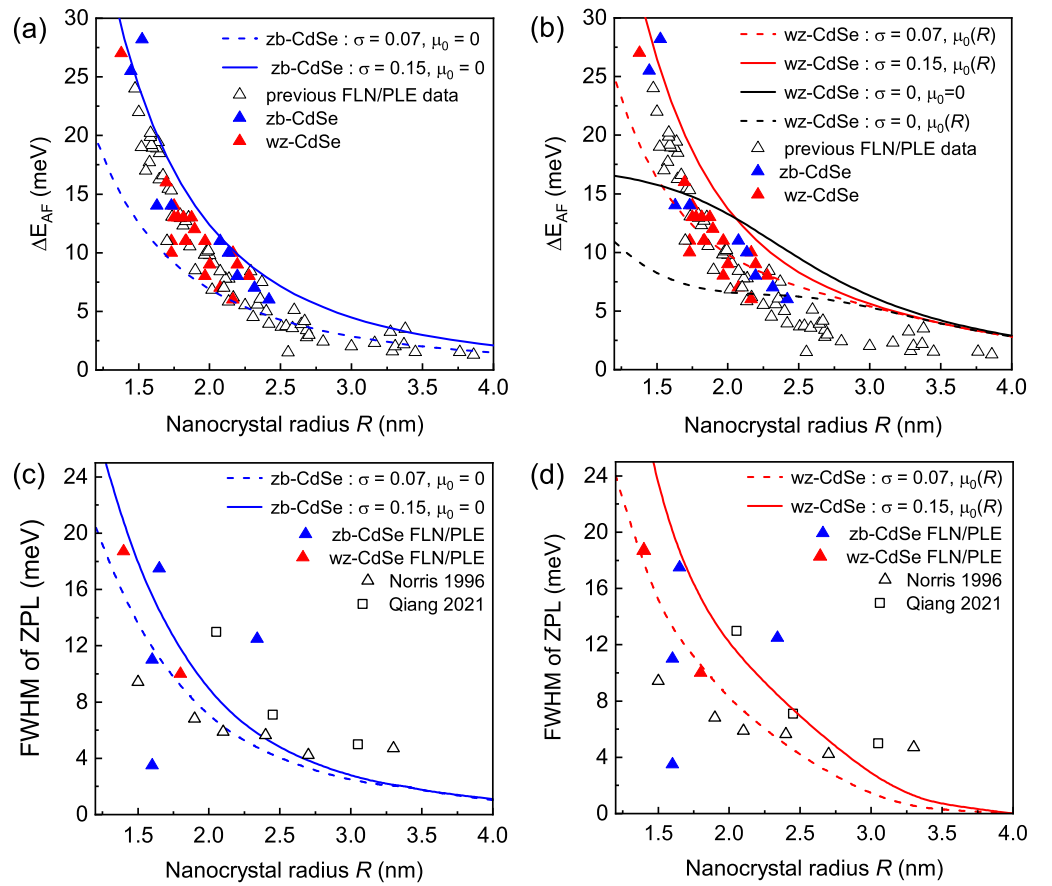 (a)
zb-CdSe : σ = 0.07, μ₀ = 0
zb-CdSe : σ = 0.15, μ₀ = 0
previous FLN/PLE data
zb-CdSe
wz-CdSe
ΔE_AF (meV)
30
25
20
15
10
5
0
1.5 2.0 2.5 3.0 3.5 4.0
Nanocrystal radius R (nm)
(b)
wz-CdSe : σ = 0.07, μ₀(R)
wz-CdSe : σ = 0.15, μ₀(R)
wz-CdSe : σ = 0, μ₀=0
wz-CdSe : σ = 0, μ₀(R)
previous FLN/PLE data
zb-CdSe
wz-CdSe
ΔE_AF (meV)
30
25
20
15
10
5
0
1.5 2.0 2.5 3.0 3.5 4.0
Nanocrystal radius R (nm)
(c)
zb-CdSe : σ = 0.07, μ₀ = 0
zb-CdSe : σ = 0.15, μ₀ = 0
zb-CdSe FLN/PLE
wz-CdSe FLN/PLE
Norris 1996
Qiang 2021
FWHM of ZPL (meV)
24
20
16
12
8
4
0
1.5 2.0 2.5 3.0 3.5 4.0
Nanocrystal radius R (nm)
(d)
wz-CdSe : σ = 0.07, μ₀(R)
wz-CdSe : σ = 0.15, μ₀(R)
zb-CdSe FLN/PLE
wz-CdSe FLN/PLE
Norris 1996
Qiang 2021
FWHM of ZPL (meV)
24
20
16
12
8
4
0
1.5 2.0 2.5 3.0 3.5 4.0
Nanocrystal radius R (nm)